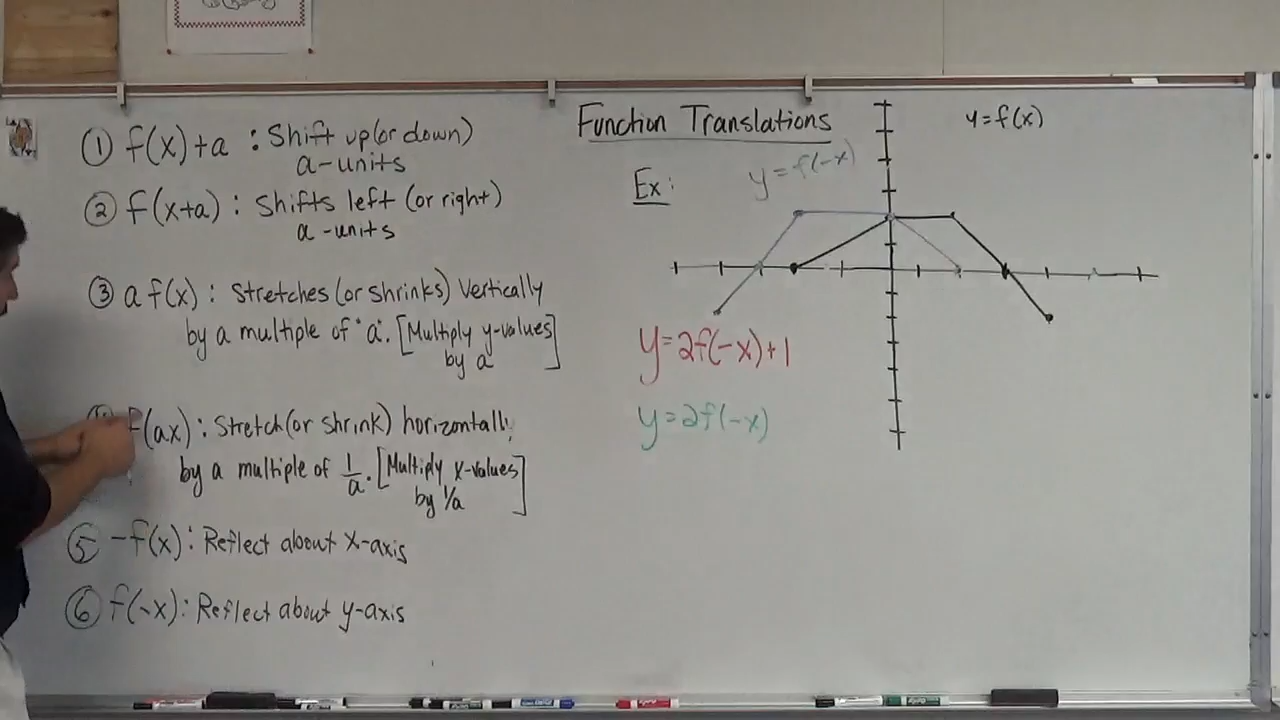 Function Translations
① f(x)+a : Shift up(or down)
a-units
② f(x+a) : Shifts left (or right)
a-units
③ a f(x) : Stretches (or shrinks) Vertically
by a multiple of "a". [Multiply y-values
by a]
f(ax) : Stretch (or shrink) horizontally
by a multiple of 1/a. [Multiply x-values
by 1/a]
⑤ -f(x) : Reflect about x-axis
⑥ f(-x) : Reflect about y-axis
Ex:
y=f(-x)
y=f(x)
y=2f(-x)+1
y=2f(-x)